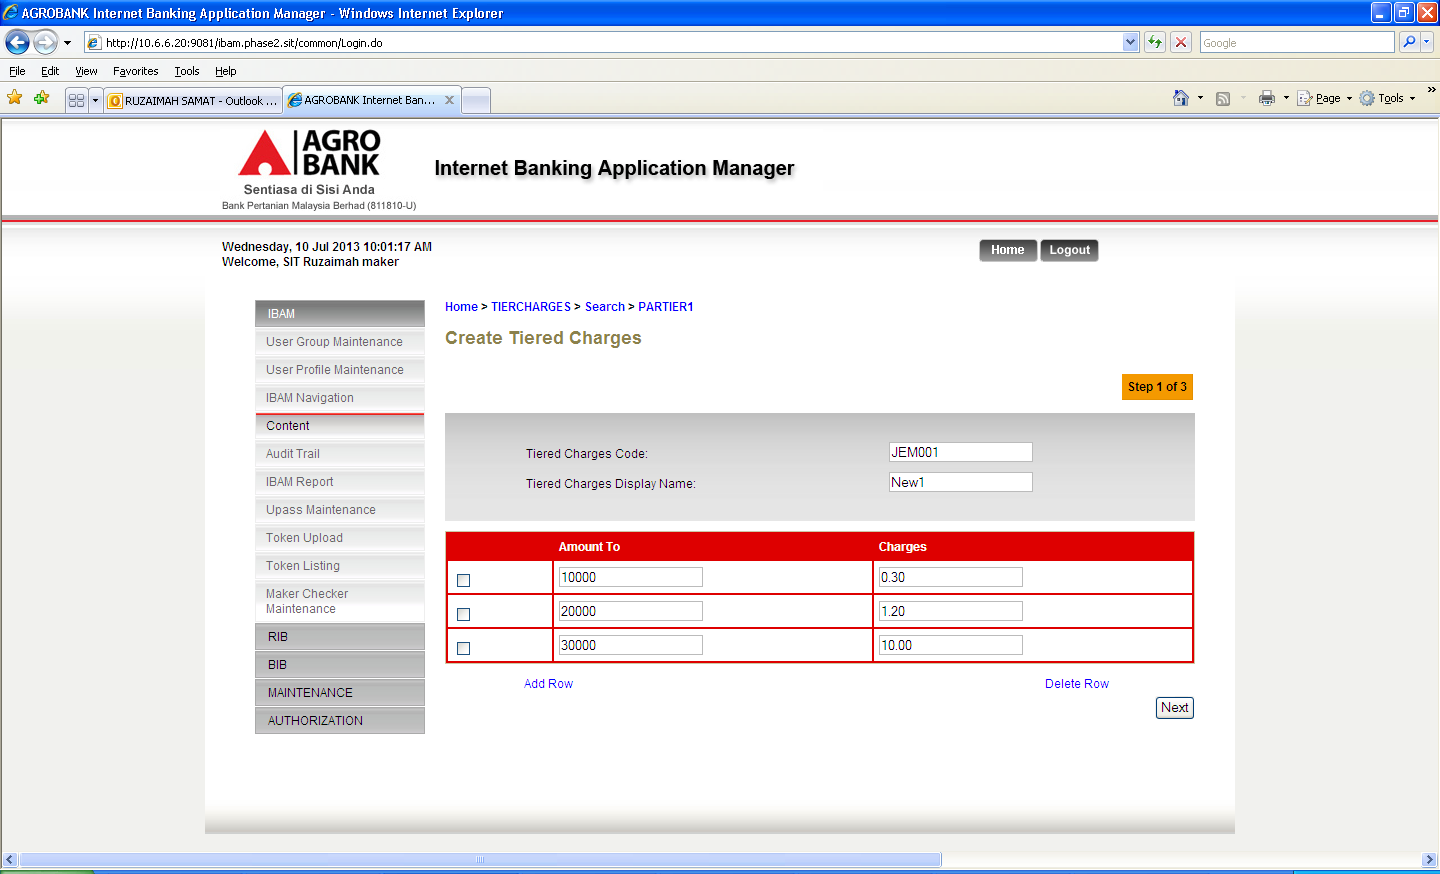 AGROBANK Internet Banking Application Manager - Windows Internet Explorer
http://10.6.6.20:9081/ibam.phase2.sit/common/Login.do
Google
File Edit View Favorites Tools Help
RUZAIMAH SAMAT - Outlook ...
AGROBANK Internet Ban...
Page
Tools
AGRO
BANK
Sentiasa di Sisi Anda
Bank Pertanian Malaysia Berhad (811810-U)
Internet Banking Application Manager
Wednesday, 10 Jul 2013 10:01:17 AM
Welcome, SIT Ruzaimah maker
Home
Logout
IBAM
User Group Maintenance
User Profile Maintenance
IBAM Navigation
Content
Audit Trail
IBAM Report
Upass Maintenance
Token Upload
Token Listing
Maker Checker
Maintenance
RIB
BIB
MAINTENANCE
AUTHORIZATION
Home > TIERCHARGES > Search > PARTIER1
Create Tiered Charges
Step 1 of 3
Tiered Charges Code: JEM001
Tiered Charges Display Name: New1
Amount To Charges
10000 0.30
20000 1.20
30000 10.00
Add Row Delete Row
Next